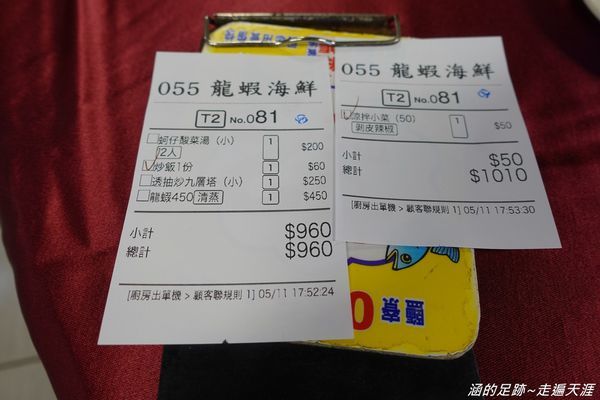 055 龍蝦海鮮
T2 No.081
蚵仔酸菜湯（小） 1 $200
/2人
炒飯1份 1 $60
透抽炒九層塔（小） 1 $250
龍蝦450 清蒸 1 $450
小計 $960
總計 $960
[廚房出單機 > 顧客聯規則 1] 05/11 17:52:24
055 龍蝦海鮮
T2 No.081
涼拌小菜（50） 1 $50
剝皮辣椒
小計 $50
總計 $1010
[廚房出單機 > 顧客聯規則 1] 05/11 17:53:30
涵的足跡~走遍天涯